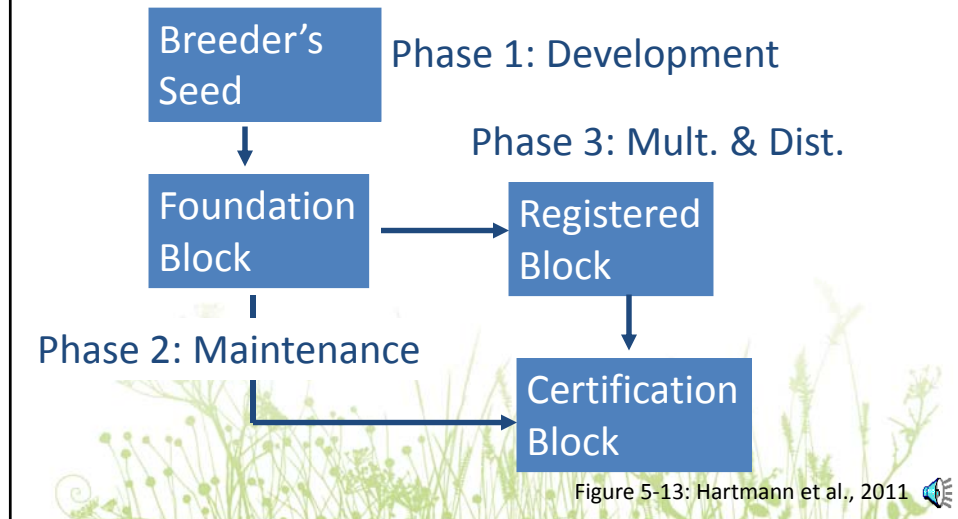 Breeder's
Seed
Phase 1: Development
Phase 3: Mult. & Dist.
Foundation
Block
Registered
Block
Phase 2: Maintenance
Certification
Block
Figure 5-13: Hartmann et al., 2011